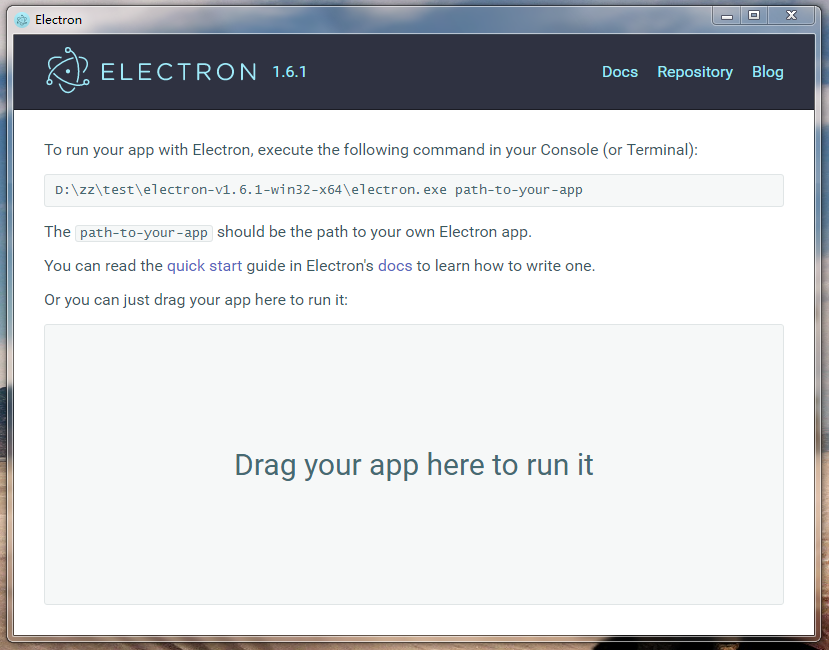 Electron
ELECTRON 1.6.1 Docs Repository Blog
To run your app with Electron, execute the following command in your Console (or Terminal):
D:\zz\test\electron-v1.6.1-win32-x64\electron.exe path-to-your-app
The path-to-your-app should be the path to your own Electron app.
You can read the quick start guide in Electron's docs to learn how to write one.
Or you can just drag your app here to run it:
Drag your app here to run it